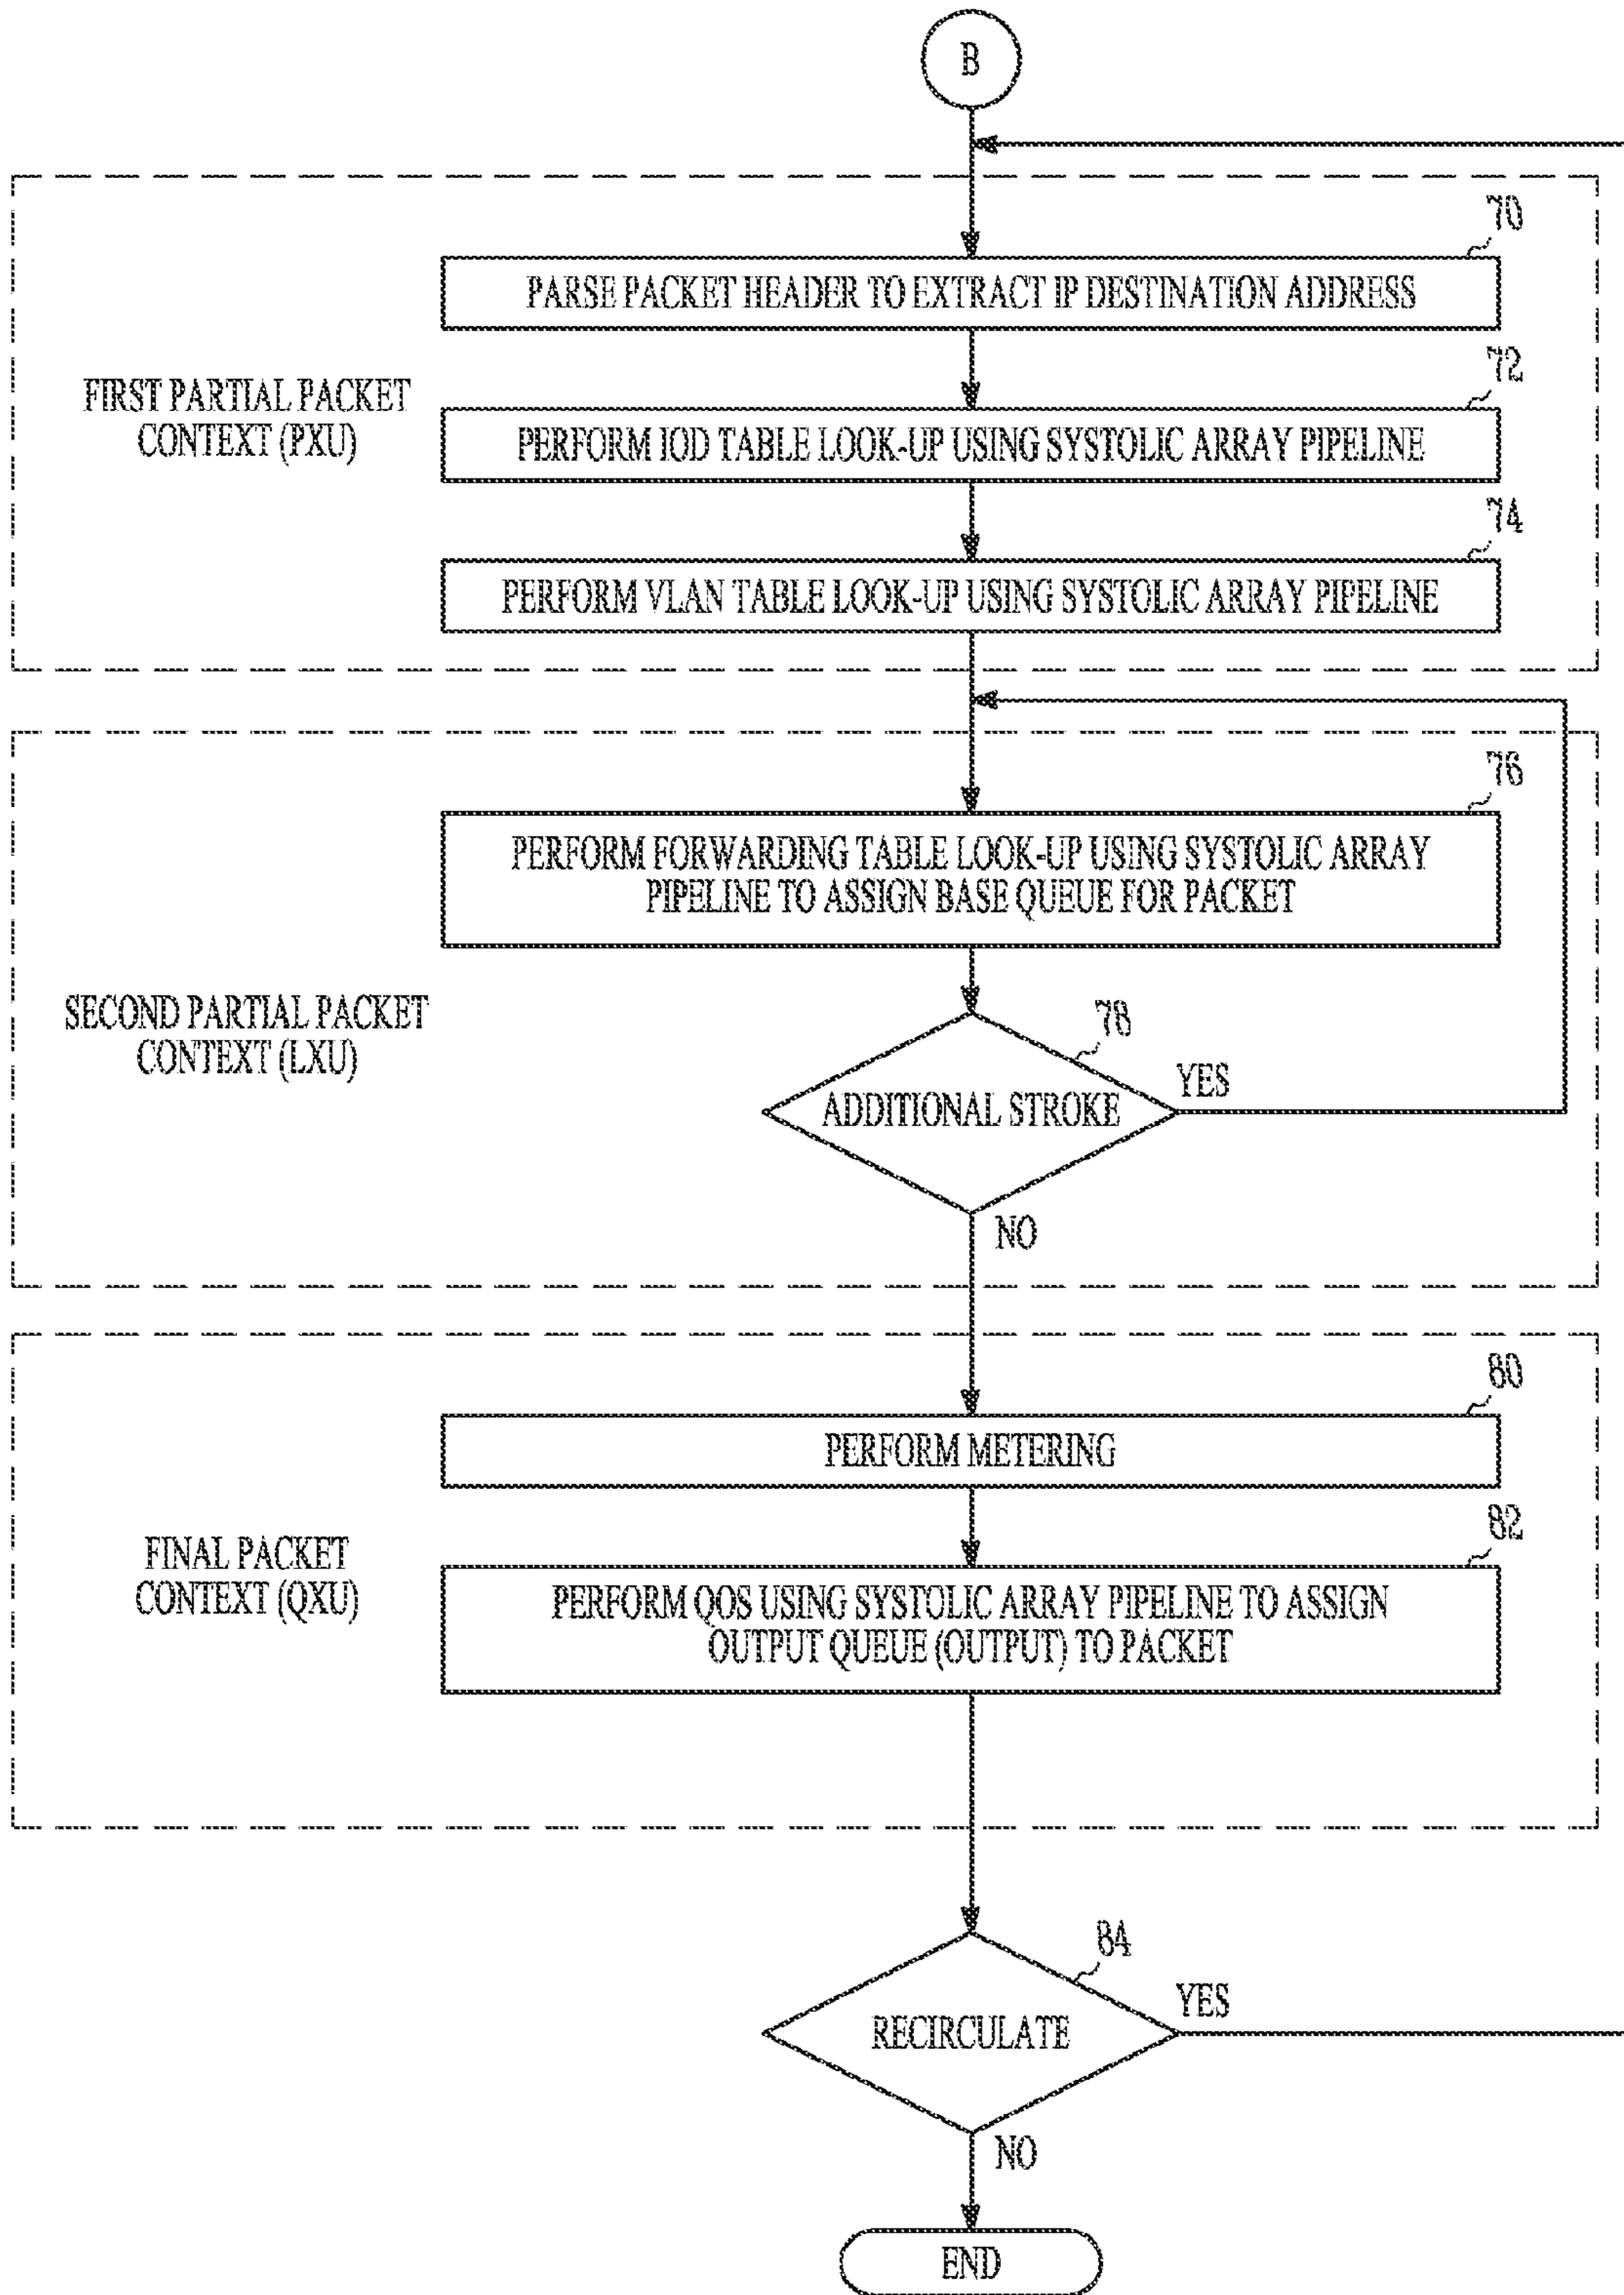 B
70
PARSE PACKET HEADER TO EXTRACT IP DESTINATION ADDRESS
72
FIRST PARTIAL PACKET
CONTEXT (PXU)
PERFORM IOD TABLE LOOK-UP USING SYSTOLIC ARRAY PIPELINE
74
PERFORM VLAN TABLE LOOK-UP USING SYSTOLIC ARRAY PIPELINE
76
PERFORM FORWARDING TABLE LOOK-UP USING SYSTOLIC ARRAY
PIPELINE TO ASSIGN BASE QUEUE FOR PACKET
SECOND PARTIAL PACKET
CONTEXT (LXU)
78
ADDITIONAL STROKE
YES
NO
80
PERFORM METERING
82
FINAL PACKET
CONTEXT (QXU)
PERFORM QOS USING SYSTOLIC ARRAY PIPELINE TO ASSIGN
OUTPUT QUEUE (OUTPUT) TO PACKET
84
RECIRCULATE
YES
NO
END